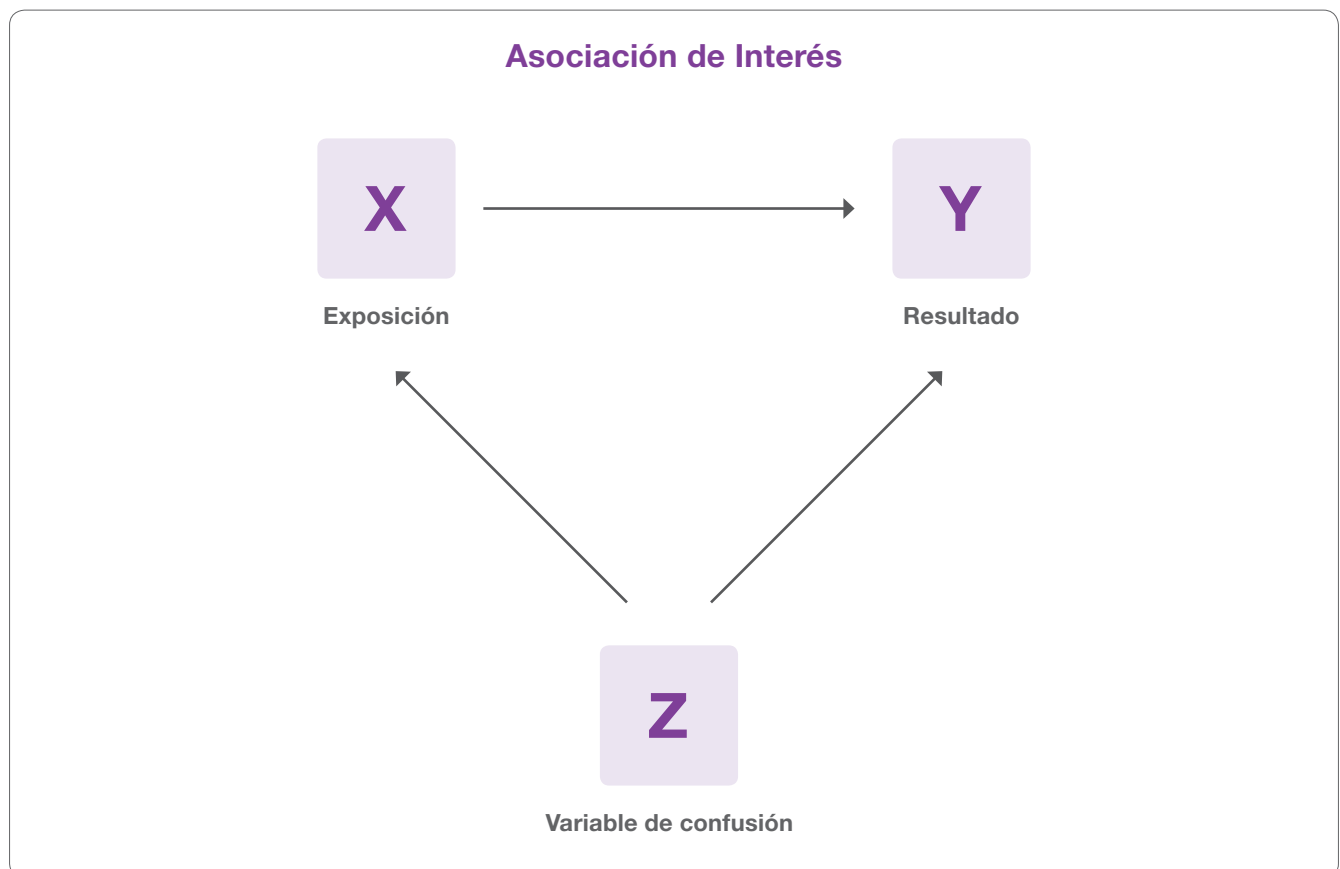 Asociación de Interés
X
Y
Exposición
Resultado
Z
Variable de confusión